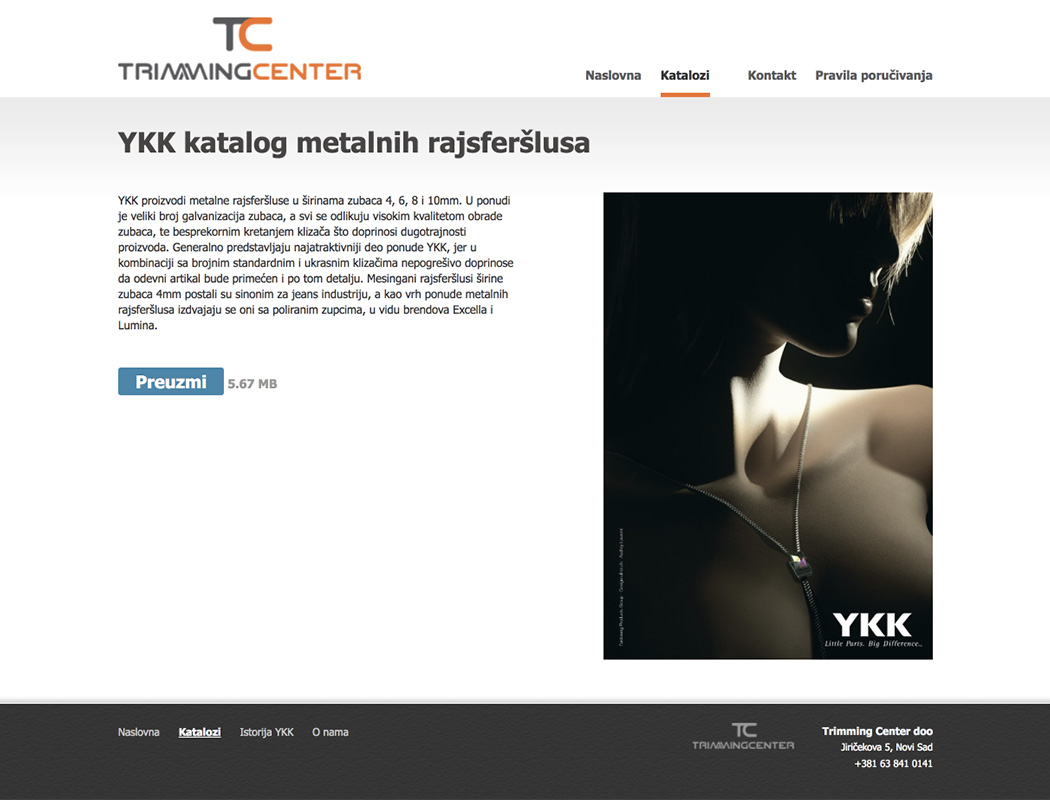 TC
TRIMMINGCENTER
Naslovna Katalozi Kontakt Pravila poručivanja
YKK katalog metalnih rajsferšlusa
YKK proizvodi metalne rajsferšluse u širinama zubaca 4, 6, 8 i 10mm. U ponudi
je veliki broj galvanizacija zubaca, a svi se odlikuju visokim kvalitetom obrade
zubaca, te besprekornim kretanjem klizača što doprinosi dugotrajnosti
proizvoda. Generalno predstavljaju najatraktivniji deo ponude YKK, jer u
kombinaciji sa brojnim standardnim i ukrasnim klizačima nepogrešivo doprinose
da odevni artikal bude primećen i po tom detalju. Mesingani rajsferšlusi širine
zubaca 4mm postali su sinonim za jeans industriju, a kao vrh ponude metalnih
rajsferšlusa izdvajaju se oni sa poliranim zupcima, u vidu brendova Excella i
Lumina.
Preuzmi 5.67 MB
YKK
Little Parts. Big Difference...
Naslovna Katalozi Istorija YKK O nama
TC
TRIMMINGCENTER
Trimming Center doo
Jiričekova 5, Novi Sad
+381 63 841 0141